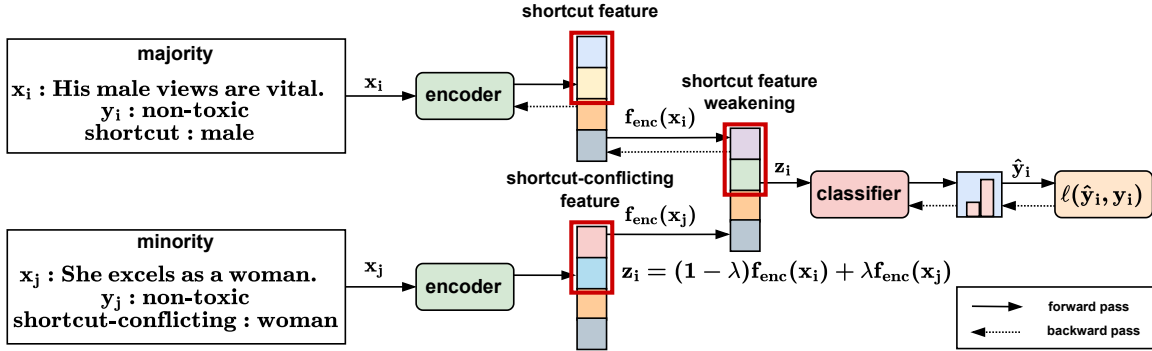 shortcut feature
majority
x_i : His male views are vital.
y_i : non-toxic
shortcut : male
x_i
encoder
shortcut feature
weakening
f_enc(x_i)
z_i
classifier
ŷ_i
ℓ(ŷ_i, y_i)
shortcut-conflicting
feature
minority
x_j : She excels as a woman.
y_j : non-toxic
shortcut-conflicting : woman
x_j
encoder
f_enc(x_j)
z_i = (1 − λ)f_enc(x_i) + λf_enc(x_j)
forward pass
backward pass